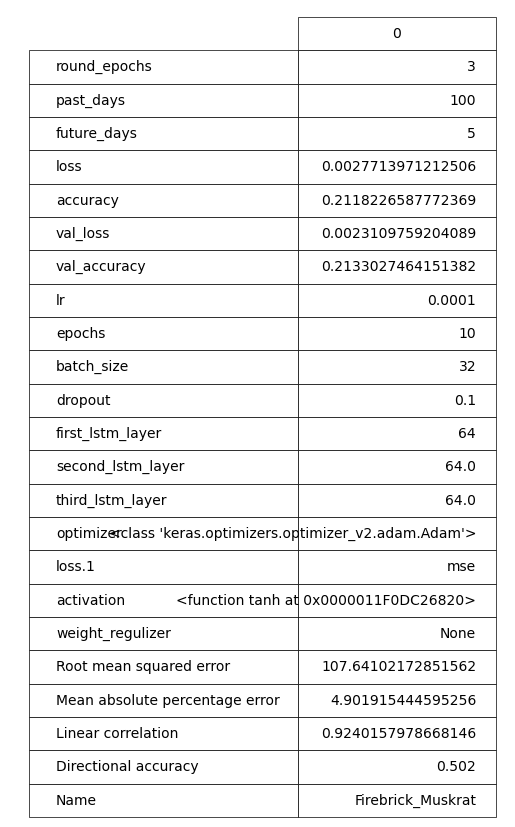 0
round_epochs 3
past_days 100
future_days 5
loss 0.0027713971212506
accuracy 0.2118226587772369
val_loss 0.0023109759204089
val_accuracy 0.2133027464151382
lr 0.0001
epochs 10
batch_size 32
dropout 0.1
first_lstm_layer 64
second_lstm_layer 64.0
third_lstm_layer 64.0
optimizer <class 'keras.optimizers.optimizer_v2.adam.Adam'>
loss.1 mse
activation <function tanh at 0x0000011F0DC26820>
weight_regulizer None
Root mean squared error 107.64102172851562
Mean absolute percentage error 4.901915444595256
Linear correlation 0.9240157978668146
Directional accuracy 0.502
Name Firebrick_Muskrat